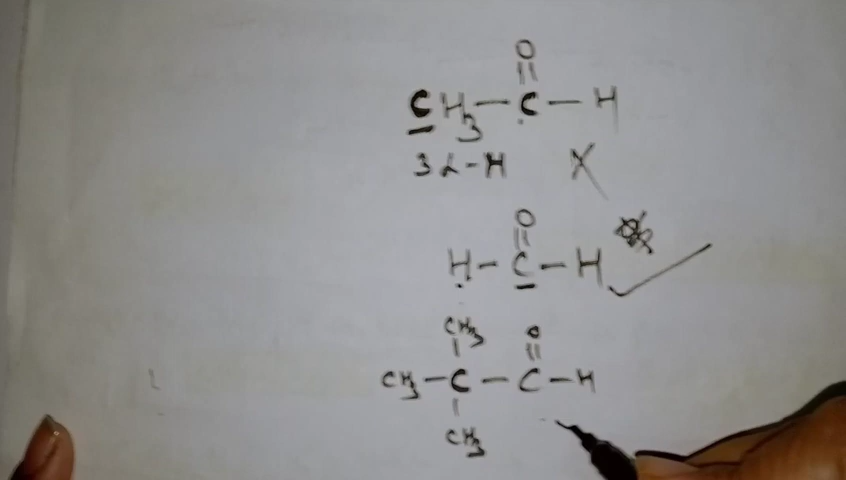 O
||
CH3 — C — H
3 α - H X
O
||
H - C - H
CH3 O
| ||
CH3 - C - C - H
|
CH3